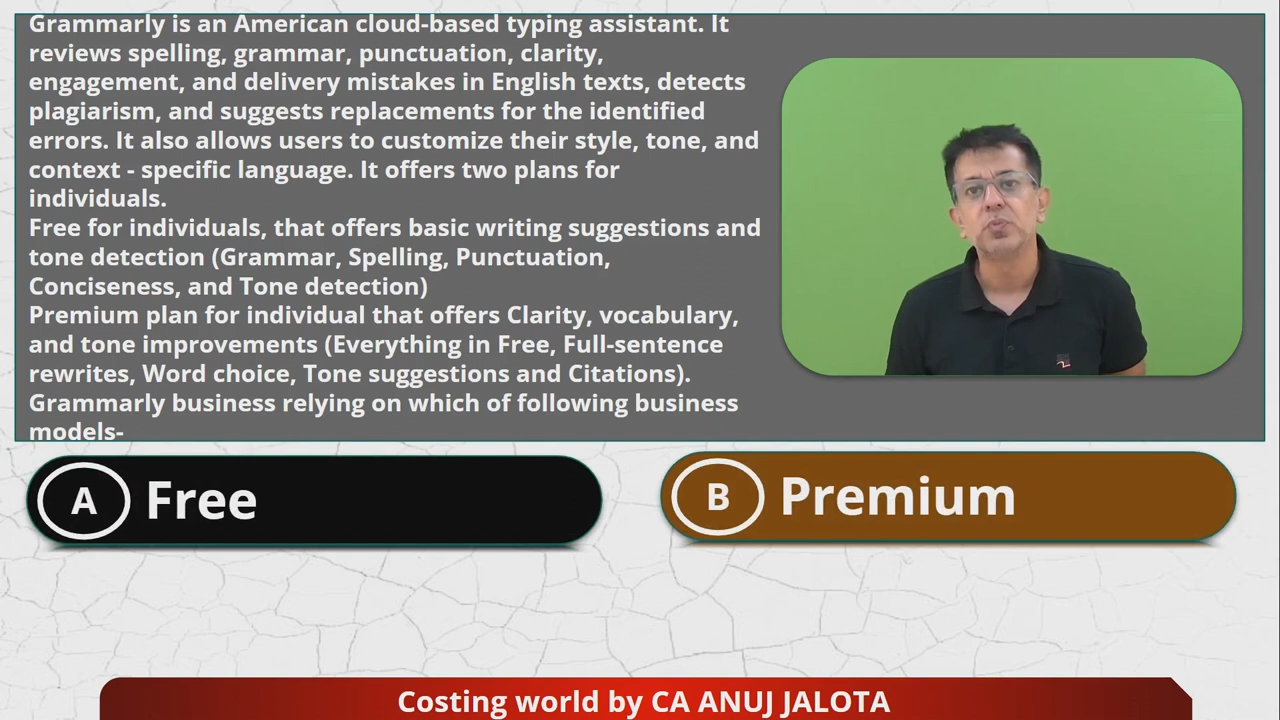 Grammarly is an American cloud-based typing assistant. It
reviews spelling, grammar, punctuation, clarity,
engagement, and delivery mistakes in English texts, detects
plagiarism, and suggests replacements for the identified
errors. It also allows users to customize their style, tone, and
context - specific language. It offers two plans for
individuals.
Free for individuals, that offers basic writing suggestions and
tone detection (Grammar, Spelling, Punctuation,
Conciseness, and Tone detection)
Premium plan for individual that offers Clarity, vocabulary,
and tone improvements (Everything in Free, Full-sentence
rewrites, Word choice, Tone suggestions and Citations).
Grammarly business relying on which of following business
models-
A Free
B Premium
Costing world by CA ANUJ JALOTA